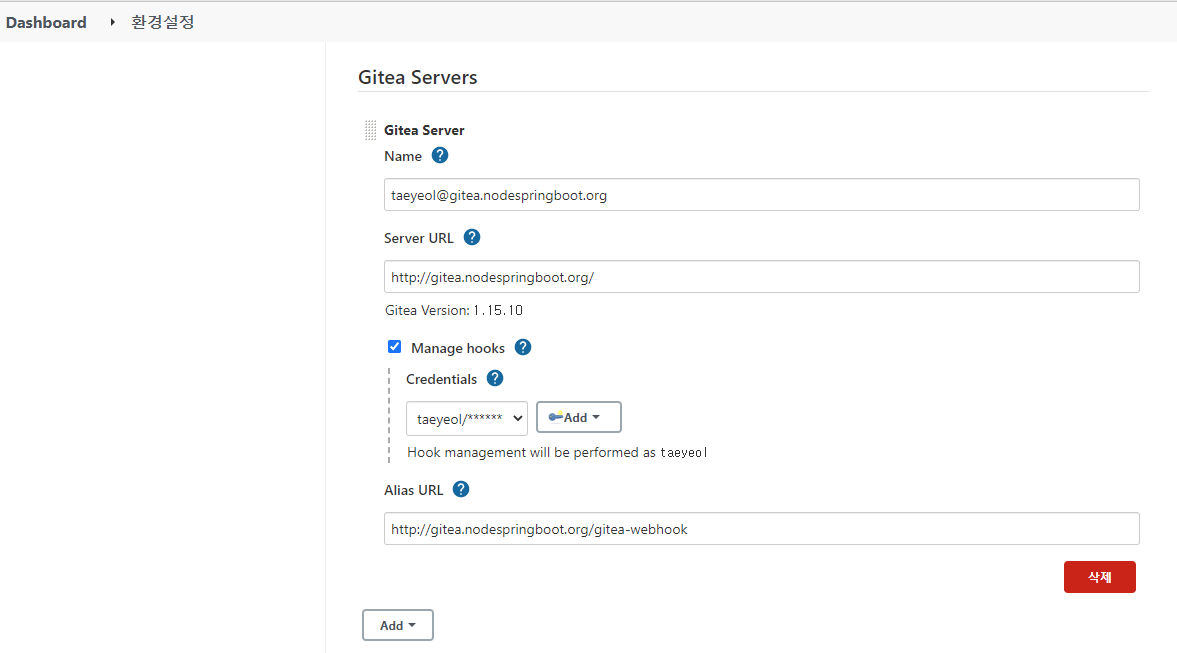 Dashboard 환경설정
Gitea Servers
Gitea Server
Name ?
taeyeol@gitea.nodespringboot.org
Server URL ?
http://gitea.nodespringboot.org/
Gitea Version: 1.15.10
Manage hooks ?
Credentials ?
taeyeol/****** Add
Hook management will be performed as taeyeol
Alias URL ?
http://gitea.nodespringboot.org/gitea-webhook
삭제
Add